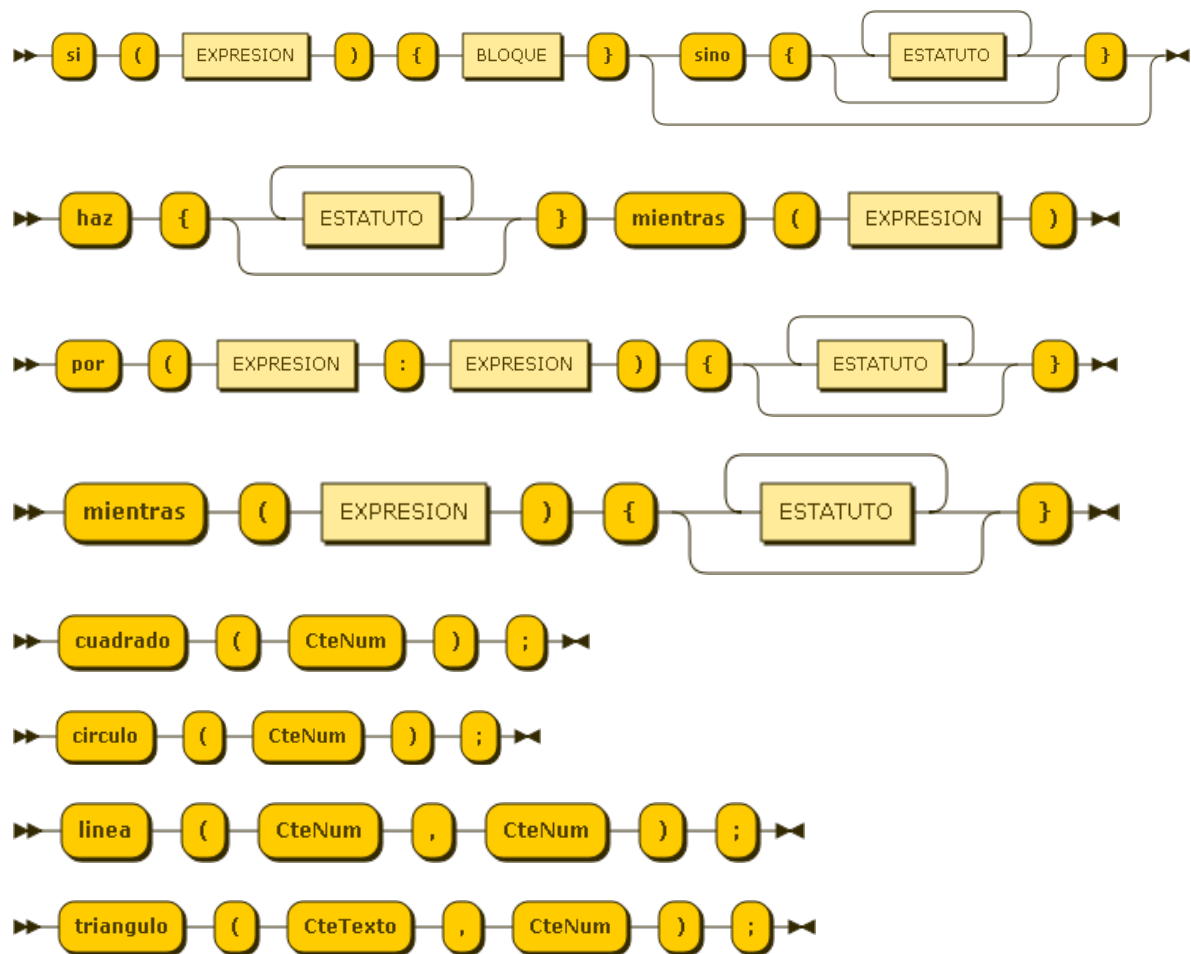 si ( EXPRESION ) { BLOQUE } sino { ESTATUTO }
haz { ESTATUTO } mientras ( EXPRESION )
por ( EXPRESION : EXPRESION ) { ESTATUTO }
mientras ( EXPRESION ) { ESTATUTO }
cuadrado ( CteNum ) ;
circulo ( CteNum ) ;
linea ( CteNum , CteNum ) ;
triangulo ( CteTexto , CteNum ) ;